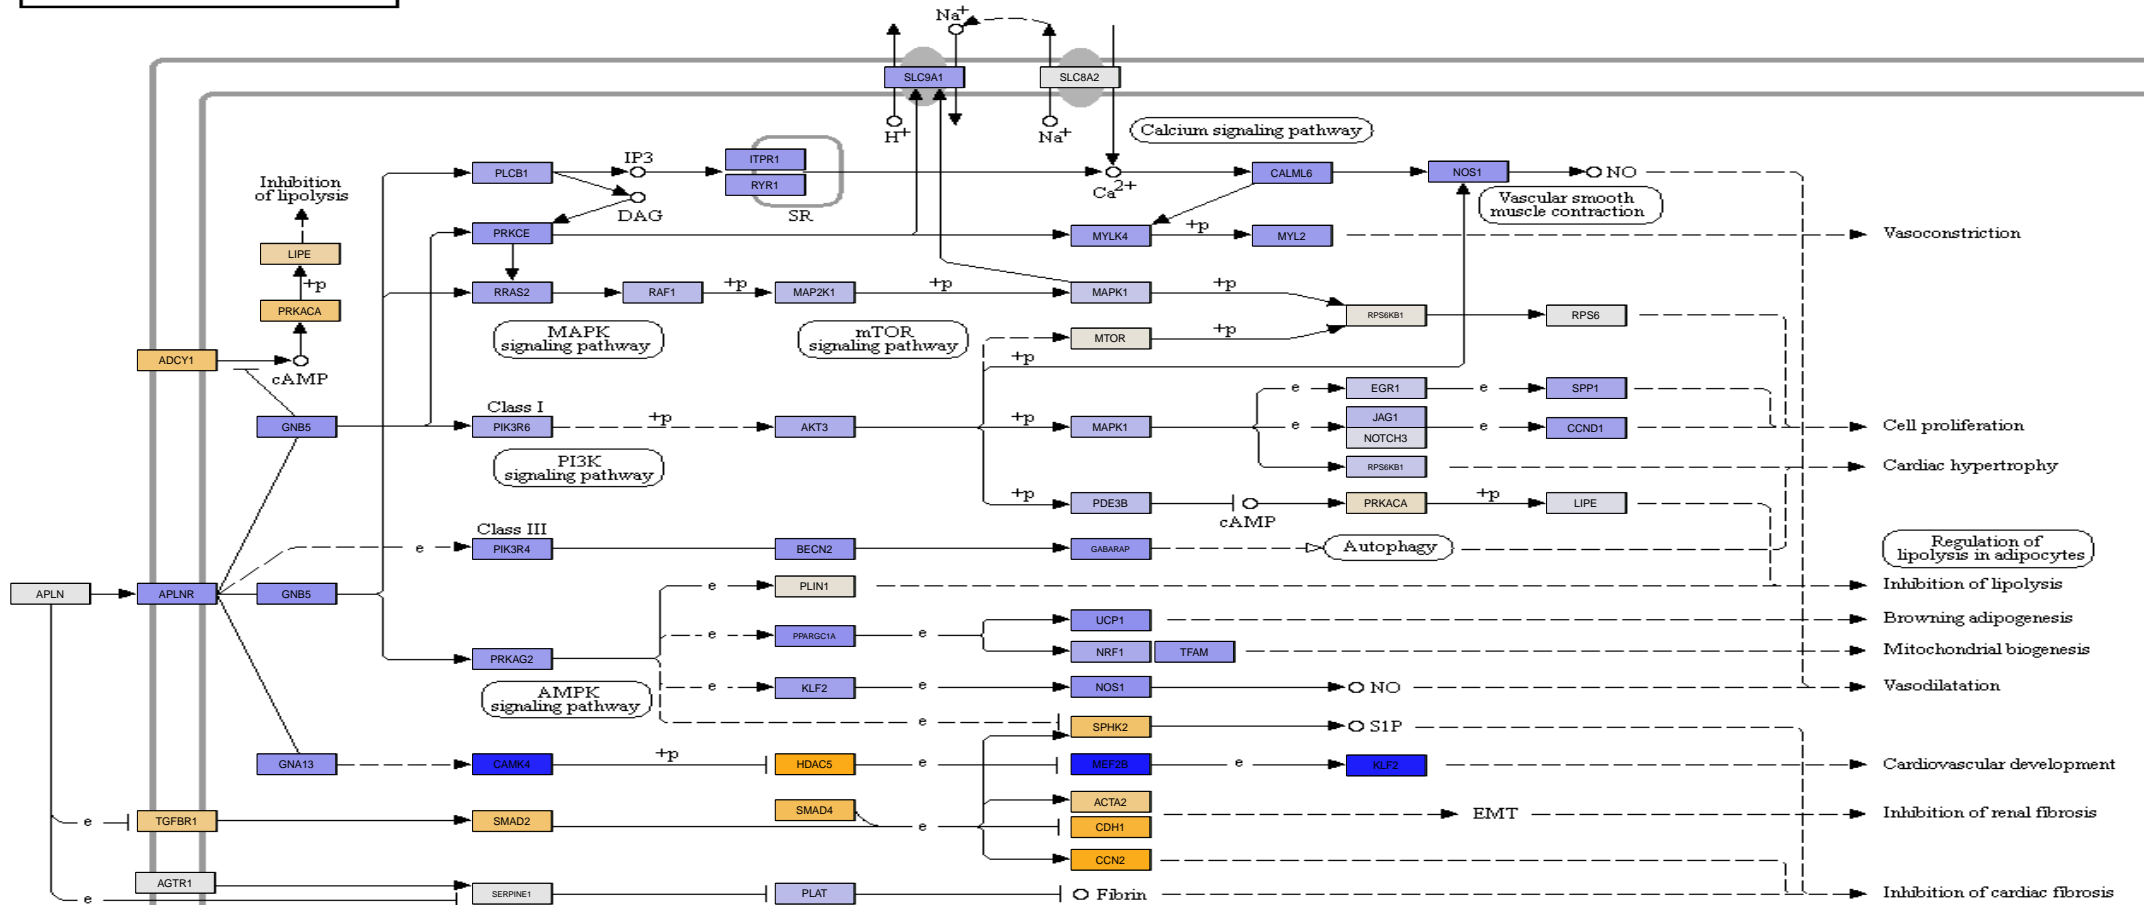 Na+
SLC9A1
SLC8A2
H+
Na+
Calcium signaling pathway
IP3
ITPR1
PLCB1
RYR1
Ca2+
CALML6
NOS1
NO
Inhibition
of lipolysis
DAG
SR
Vascular smooth
muscle contraction
LIPE
PRKCE
MYLK4
+p
MYL2
Vasoconstriction
+p
RRAS2
RAF1
+p
MAP2K1
+p
MAPK1
+p
PRKACA
RPS6KB1
RPS6
MAPK
signaling pathway
mTOR
signaling pathway
MTOR
+p
ADCY1
cAMP
+p
EGR1
e
e
SPP1
Class I
GNB5
PIK3R6
+p
AKT3
+p
MAPK1
e
JAG1
NOTCH3
e
CCND1
Cell proliferation
PI3K
signaling pathway
RPS6KB1
Cardiac hypertrophy
+p
PDE3B
cAMP
PRKACA
+p
LIPE
Class III
e
PIK3R4
BECN2
GABARAP
Autophagy
Regulation of
lipolysis in adipocytes
APLN
APLNR
GNB5
e
PLIN1
Inhibition of lipolysis
UCP1
Browning adipogenesis
e
PPARGC1A
e
PRKAG2
NRF1
TFAM
Mitochondrial biogenesis
AMPK
signaling pathway
e
KLF2
e
NOS1
NO
Vasodilatation
e
SPHK2
S1P
GNA13
CAMK4
+p
HDAC5
e
MEF2B
e
KLF2
Cardiovascular development
e
TGFBR1
SMAD2
SMAD4
e
ACTA2
CDH1
EMT
Inhibition of renal fibrosis
CCN2
AGTR1
e
SERPINE1
PLAT
Fibrin
Inhibition of cardiac fibrosis